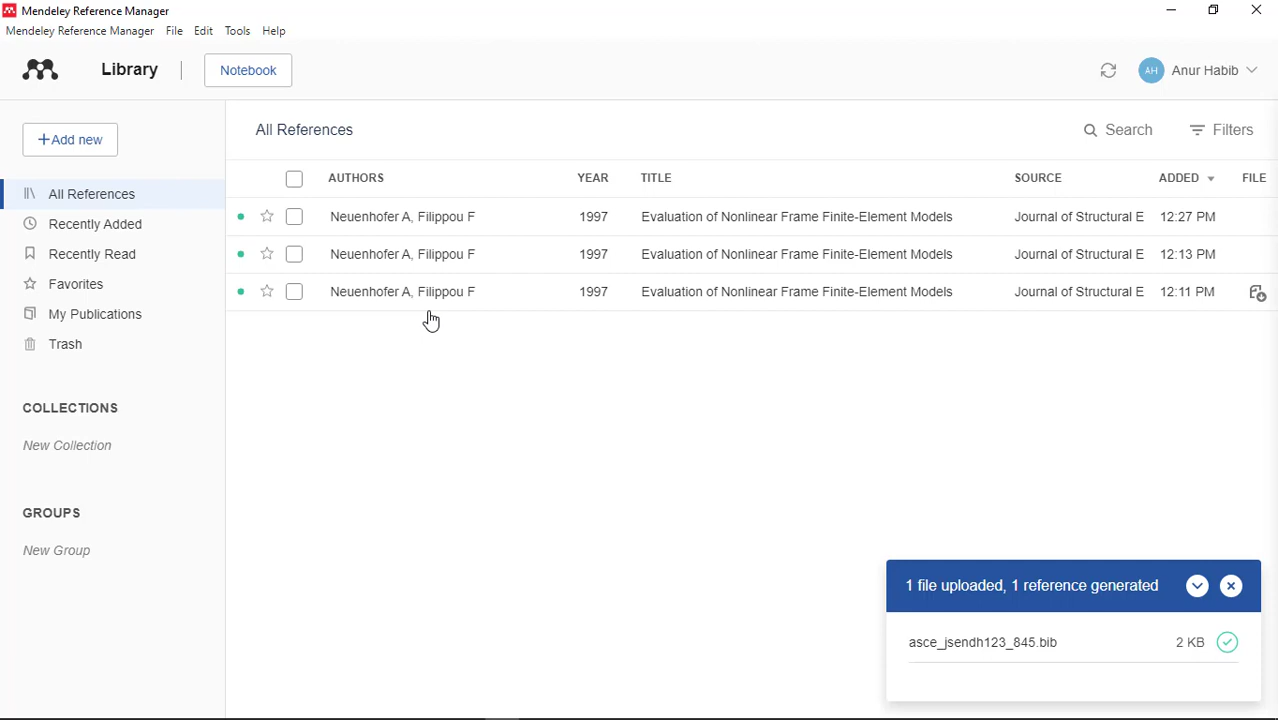 Mendeley Reference Manager
Mendeley Reference Manager File Edit Tools Help
Library Notebook AH Anur Habib
+Add new
All References
Recently Added
Recently Read
Favorites
My Publications
Trash
COLLECTIONS
New Collection
GROUPS
New Group
All References Search Filters
AUTHORS YEAR TITLE SOURCE ADDED FILE
Neuenhofer A, Filippou F 1997 Evaluation of Nonlinear Frame Finite-Element Models Journal of Structural E 12:27 PM
Neuenhofer A, Filippou F 1997 Evaluation of Nonlinear Frame Finite-Element Models Journal of Structural E 12:13 PM
Neuenhofer A, Filippou F 1997 Evaluation of Nonlinear Frame Finite-Element Models Journal of Structural E 12:11 PM
1 file uploaded, 1 reference generated
asce_jsendh123_845.bib 2 KB